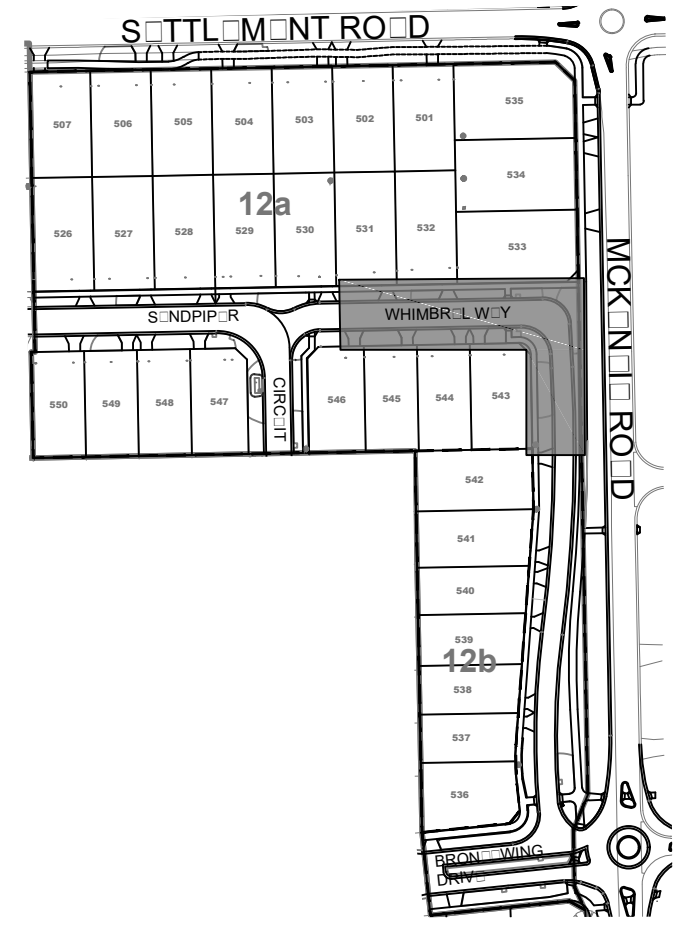 S□TTL□M□NT RO□D
507 506 505 504 503 502 501
535
534
533
12a
526 527 528 529 530 531 532
S□NDPIP□R
WHIMBR□L W□Y
MCK□N□I□ RO□D
CIRC□IT
550 549 548 547
546 545 544 543
542
541
540
539
12b
538
537
536
BRON□□WING
DRIV□